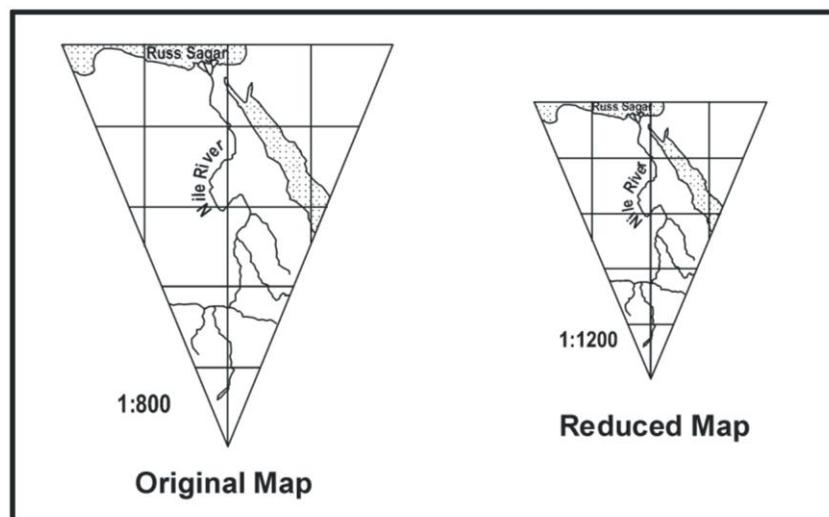 Russ Sagar
Nile River
1:800
Original Map
Russ Sagar
Nile River
1:1200
Reduced Map